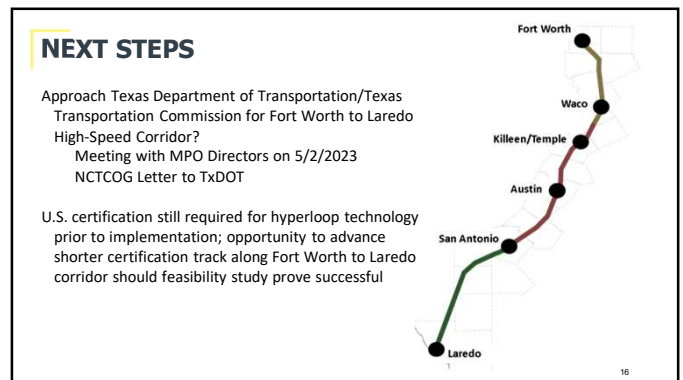 NEXT STEPS
Approach Texas Department of Transportation/Texas
Transportation Commission for Fort Worth to Laredo
High-Speed Corridor?
Meeting with MPO Directors on 5/2/2023
NCTCOG Letter to TxDOT
U.S. certification still required for hyperloop technology
prior to implementation; opportunity to advance
shorter certification track along Fort Worth to Laredo
corridor should feasibility study prove successful
Fort Worth
Waco
Killeen/Temple
Austin
San Antonio
Laredo
16